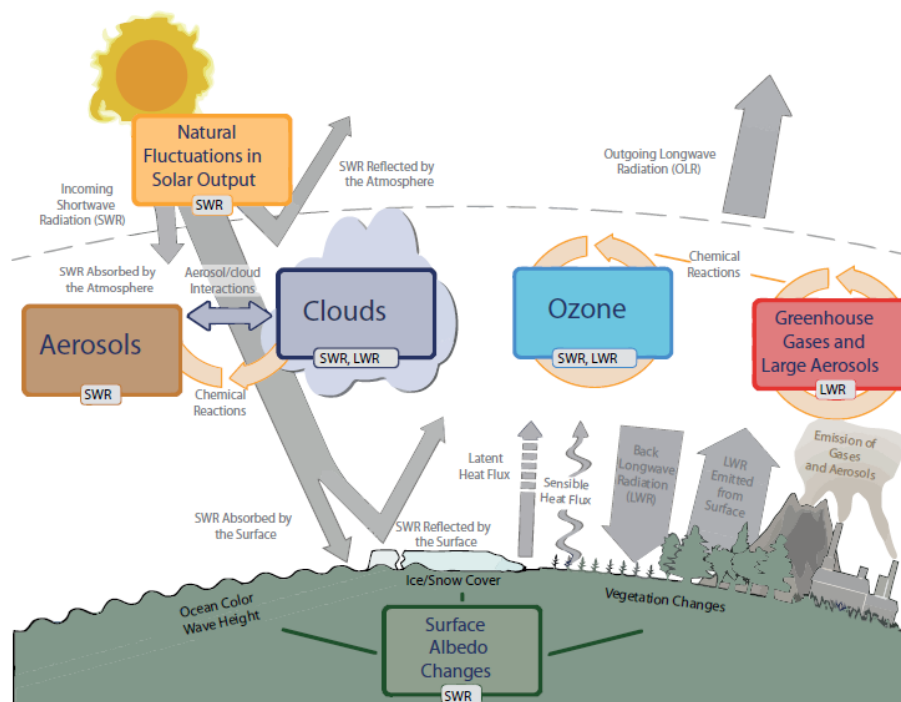 Natural
Fluctuations in
Solar Output
SWR
Incoming
Shortwave
Radiation (SWR)
SWR Reflected by
the Atmosphere
Outgoing Longwave
Radiation (OLR)
SWR Absorbed by
the Atmosphere
Aerosol/cloud
Interactions
Chemical
Reactions
Aerosols
SWR
Clouds
SWR, LWR
Ozone
SWR, LWR
Greenhouse
Gases and
Large Aerosols
LWR
Chemical
Reactions
Latent
Heat Flux
Sensible
Heat Flux
Back
Longwave
Radiation
(LWR)
LWR
Emitted
from
Surface
Emission of
Gases
and Aerosols
SWR Absorbed by
the Surface
SWR Reflected by
the Surface
Ice/Snow Cover
Ocean Color
Wave Height
Vegetation Changes
Surface
Albedo
Changes
SWR